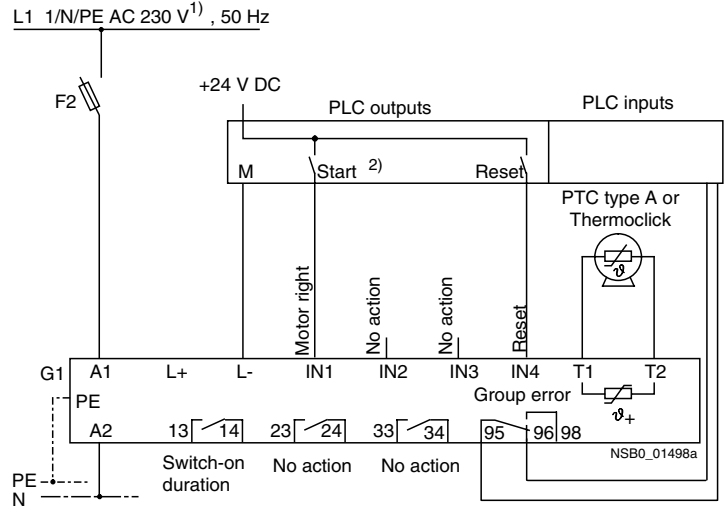 L1 1/N/PE AC 230 V1) , 50 Hz
F2
+24 V DC
PLC outputs
PLC inputs
M
Start 2)
Reset
PTC type A or
Thermoclick
ϑ
Motor right
No action
No action
Reset
G1
A1
L+
L-
IN1
IN2
IN3
IN4
T1
T2
PE
Group error
ϑ+
A2
13
14
23
24
33
34
95
96
98
NSB0_01498a
Switch-on
duration
No action
No action
PE
N